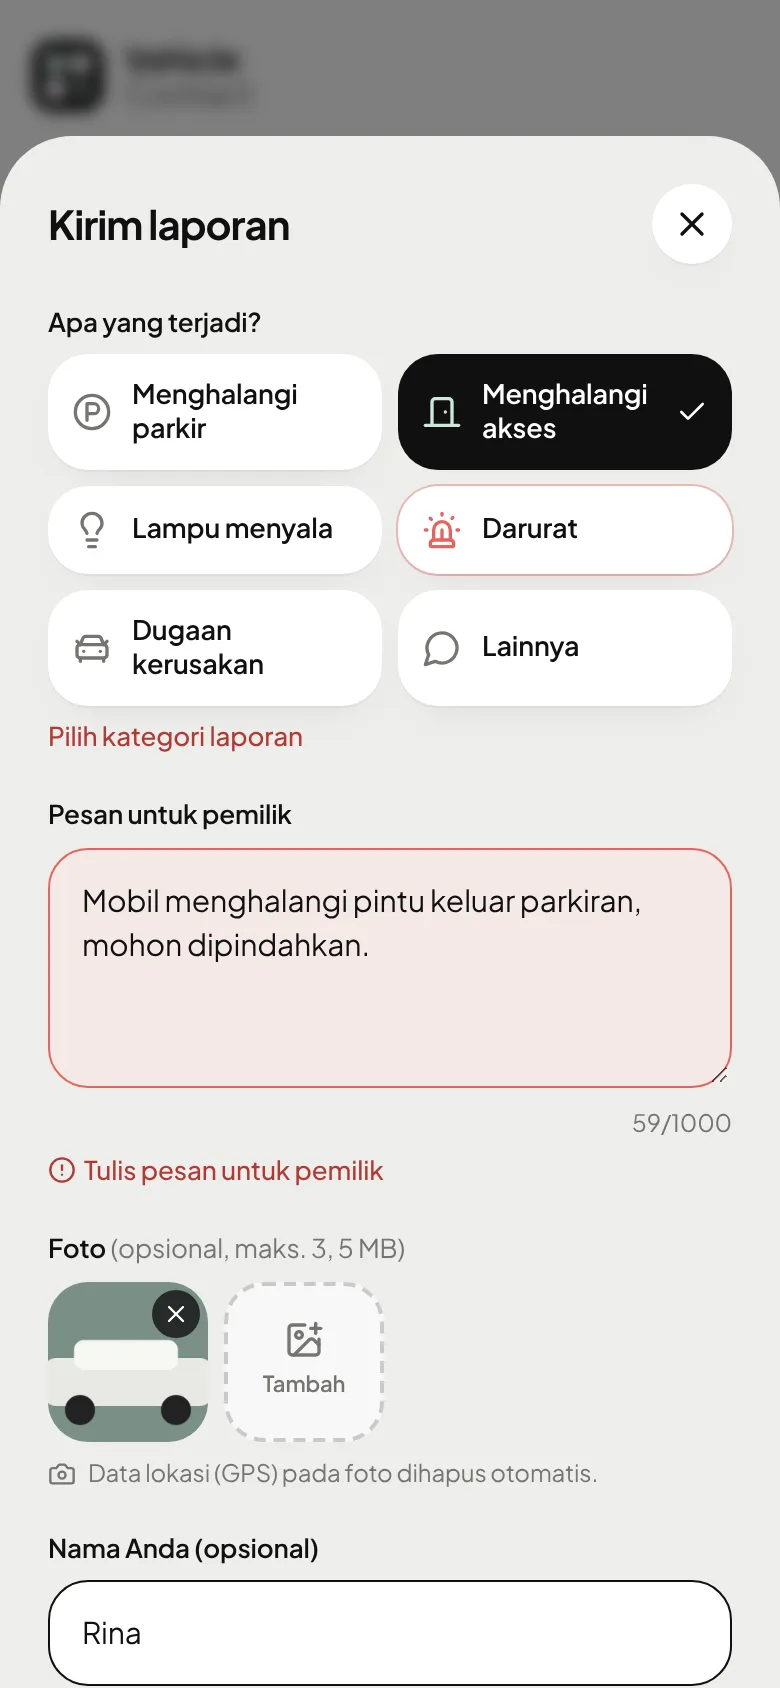 Kirim laporan
Apa yang terjadi?
Menghalangi
parkir
Menghalangi
akses
Lampu menyala
Darurat
Dugaan
kerusakan
Lainnya
Pilih kategori laporan
Pesan untuk pemilik
Mobil menghalangi pintu keluar parkiran,
mohon dipindahkan.
59/1000
Tulis pesan untuk pemilik
Foto (opsional, maks. 3, 5 MB)
Tambah
Data lokasi (GPS) pada foto dihapus otomatis.
Nama Anda (opsional)
Rina